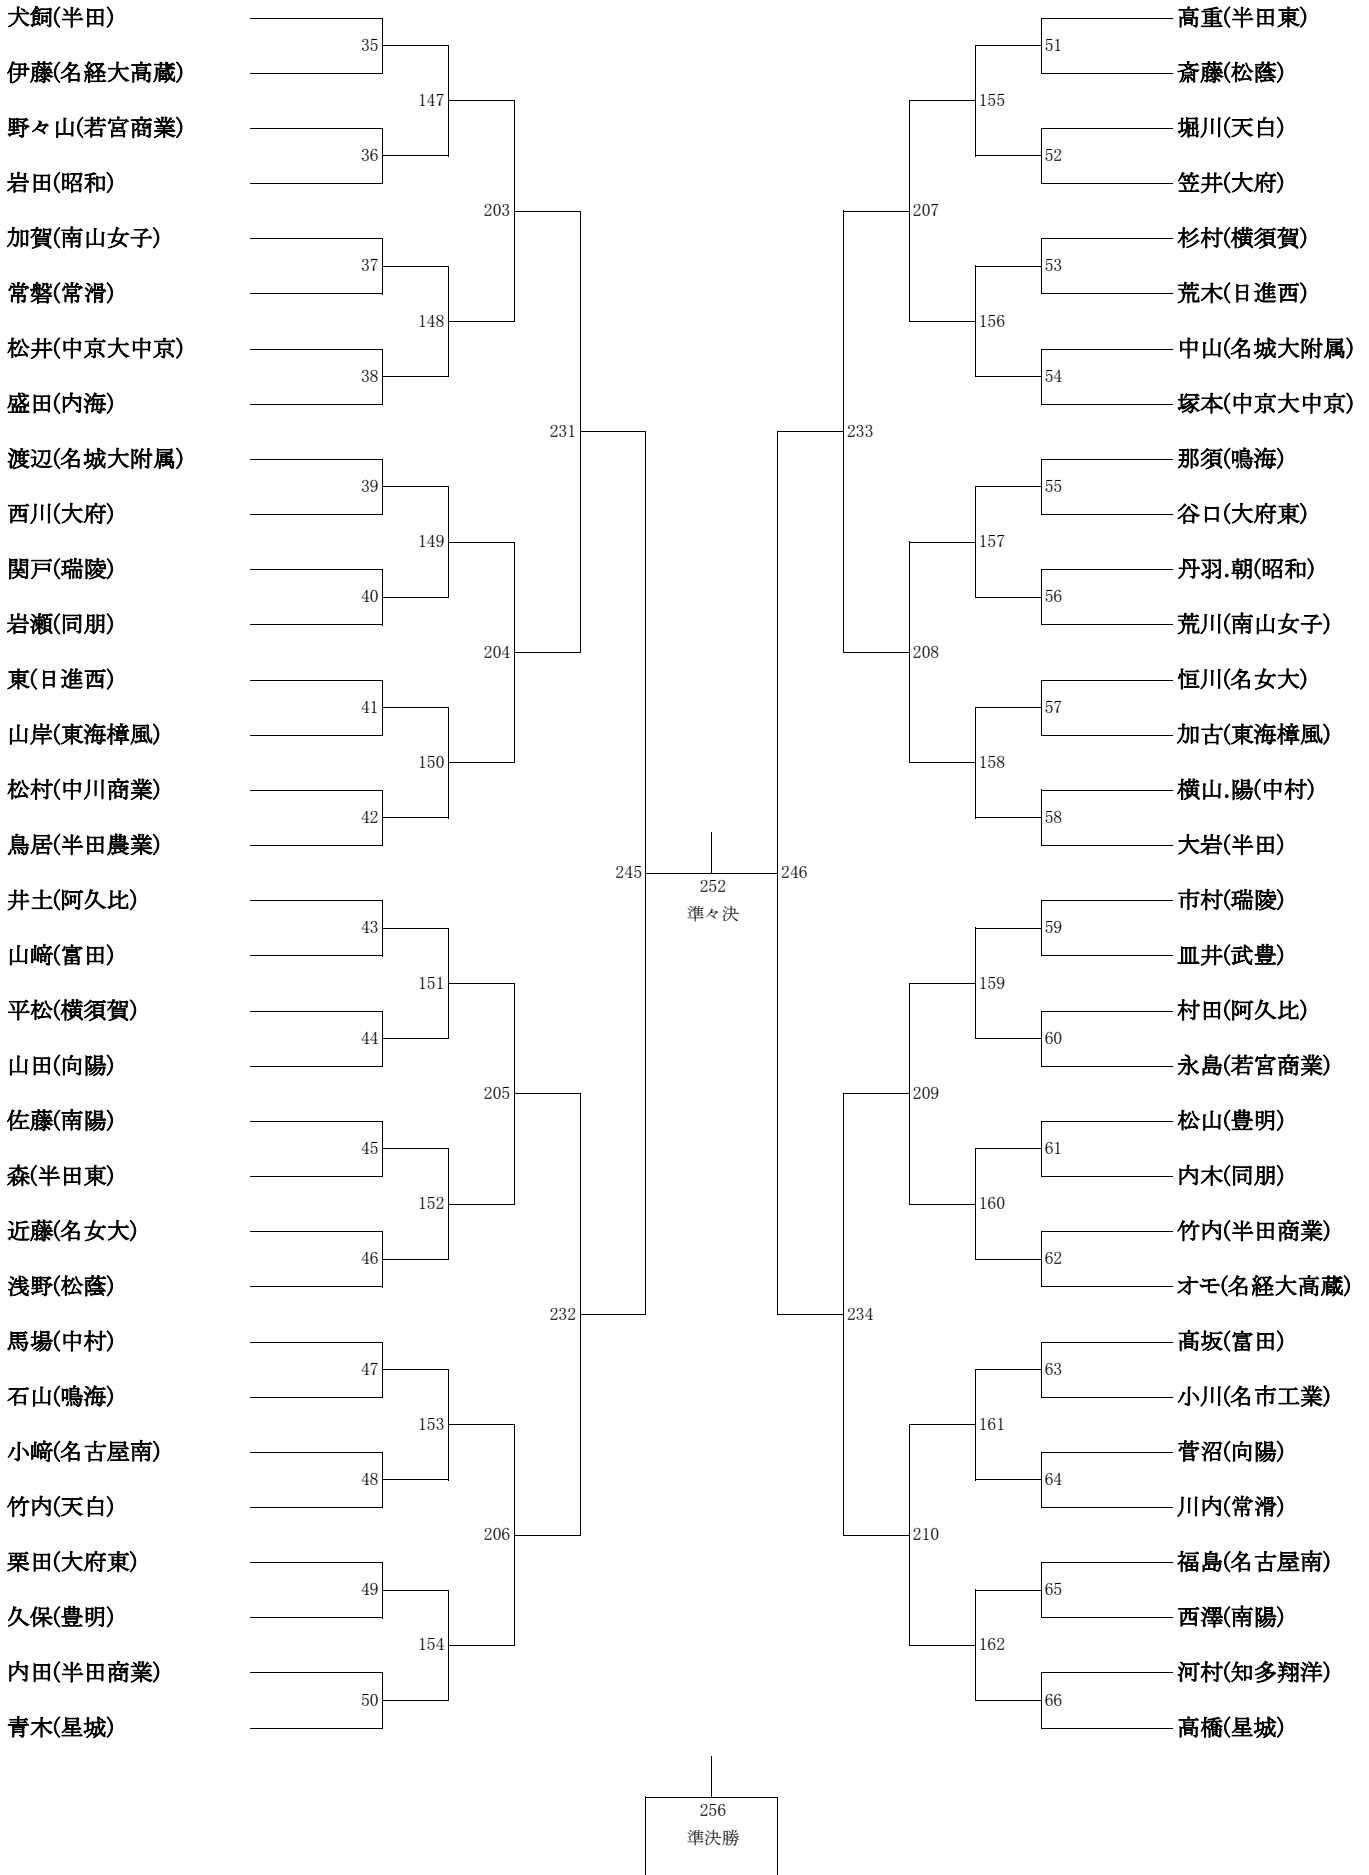 犬飼(半田)
35
伊藤(名経大高蔵)
147
野々山(若宮商業)
36
岩田(昭和)
203
加賀(南山女子)
37
常磐(常滑)
148
松井(中京大中京)
38
盛田(内海)
231
渡辺(名城大附属)
39
西川(大府)
149
関戸(瑞陵)
40
岩瀬(同朋)
204
東(日進西)
41
山岸(東海樟風)
150
松村(中川商業)
42
鳥居(半田農業)
245
井土(阿久比)
43
山﨑(富田)
151
平松(横須賀)
44
山田(向陽)
205
佐藤(南陽)
45
森(半田東)
152
近藤(名女大)
46
浅野(松蔭)
232
馬場(中村)
47
石山(鳴海)
153
小﨑(名古屋南)
48
竹内(天白)
206
栗田(大府東)
49
久保(豊明)
154
内田(半田商業)
50
青木(星城)
252
準々決
高重(半田東)
51
斎藤(松蔭)
155
堀川(天白)
52
笠井(大府)
207
杉村(横須賀)
53
荒木(日進西)
156
中山(名城大附属)
54
塚本(中京大中京)
233
那須(鳴海)
55
谷口(大府東)
157
丹羽.朝(昭和)
56
荒川(南山女子)
208
恒川(名女大)
57
加古(東海樟風)
158
横山.陽(中村)
58
大岩(半田)
246
市村(瑞陵)
59
皿井(武豊)
159
村田(阿久比)
60
永島(若宮商業)
209
松山(豊明)
61
内木(同朋)
160
竹内(半田商業)
62
オモ(名経大高蔵)
234
髙坂(富田)
63
小川(名市工業)
161
菅沼(向陽)
64
川内(常滑)
210
福島(名古屋南)
65
西澤(南陽)
162
河村(知多翔洋)
66
高橋(星城)
256
準決勝